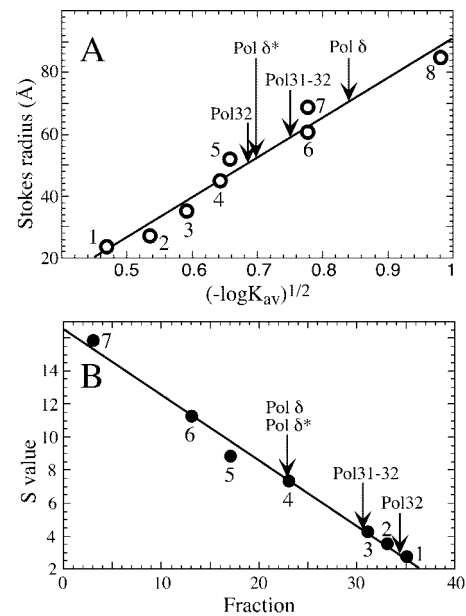 A
Pol δ*
Pol δ
Pol31-32
Pol32
1
2
3
4
5
6
7
8
80
60
40
20
0.5
0.6
0.7
0.8
0.9
1
Stokes radius (Å)
(-logKav)1/2
B
7
6
5
4
3
2
1
Pol δ
Pol δ*
Pol31-32
Pol32
14
12
10
8
6
4
2
0
10
20
30
40
S value
Fraction